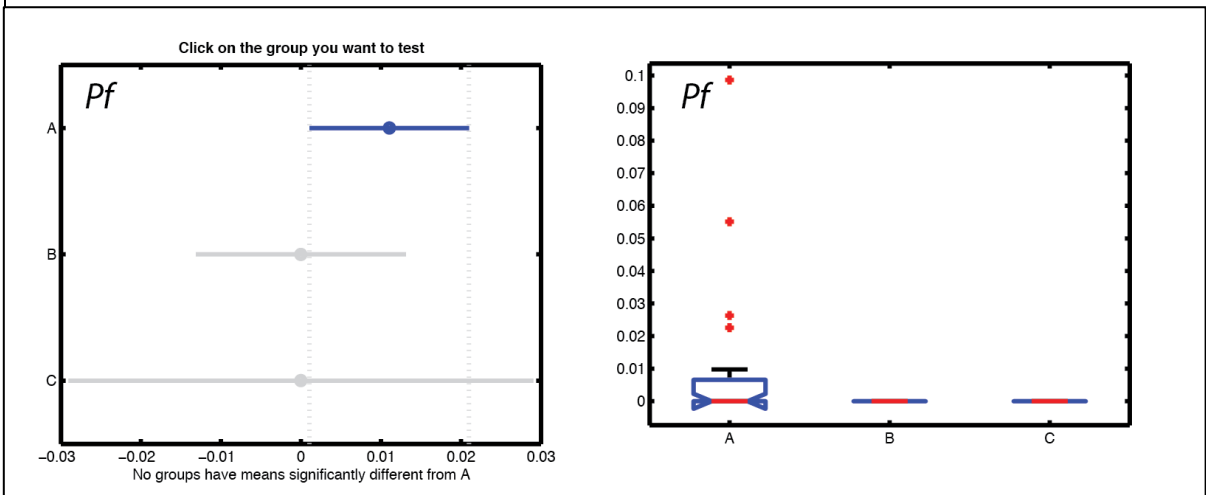 Click on the group you want to test
Pf
A
B
C
−0.03 −0.02 −0.01 0 0.01 0.02 0.03
No groups have means significantly different from A
Pf
0.1
0.09
0.08
0.07
0.06
0.05
0.04
0.03
0.02
0.01
0
A B C